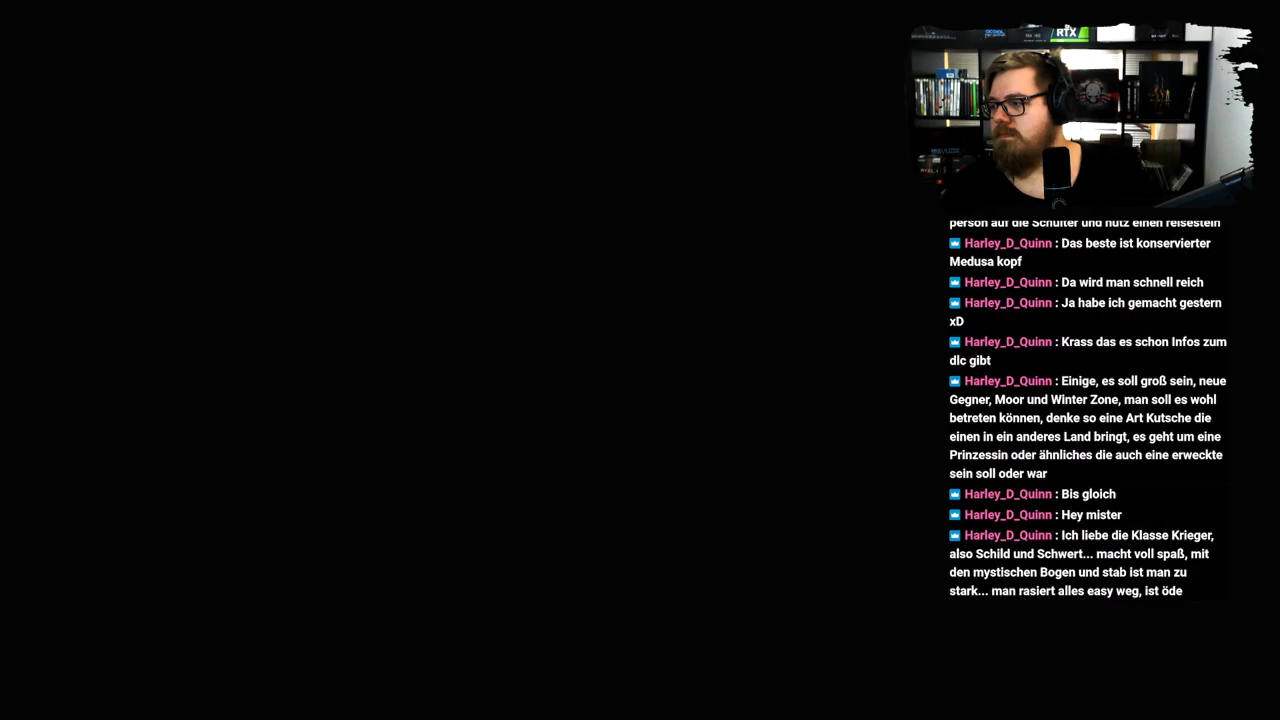 RTX
person auf die Schulter und nutz einen reisestein
Harley_D_Quinn : Das beste ist konservierter
Medusa kopf
Harley_D_Quinn : Da wird man schnell reich
Harley_D_Quinn : Ja habe ich gemacht gestern
xD
Harley_D_Quinn : Krass das es schon Infos zum
dlc gibt
Harley_D_Quinn : Einige, es soll groß sein, neue
Gegner, Moor und Winter Zone, man soll es wohl
betreten können, denke so eine Art Kutsche die
einen in ein anderes Land bringt, es geht um eine
Prinzessin oder ähnliches die auch eine erweckte
sein soll oder war
Harley_D_Quinn : Bis gloich
Harley_D_Quinn : Hey mister
Harley_D_Quinn : Ich liebe die Klasse Krieger,
also Schild und Schwert... macht voll spaß, mit
den mystischen Bogen und stab ist man zu
stark... man rasiert alles easy weg, ist öde